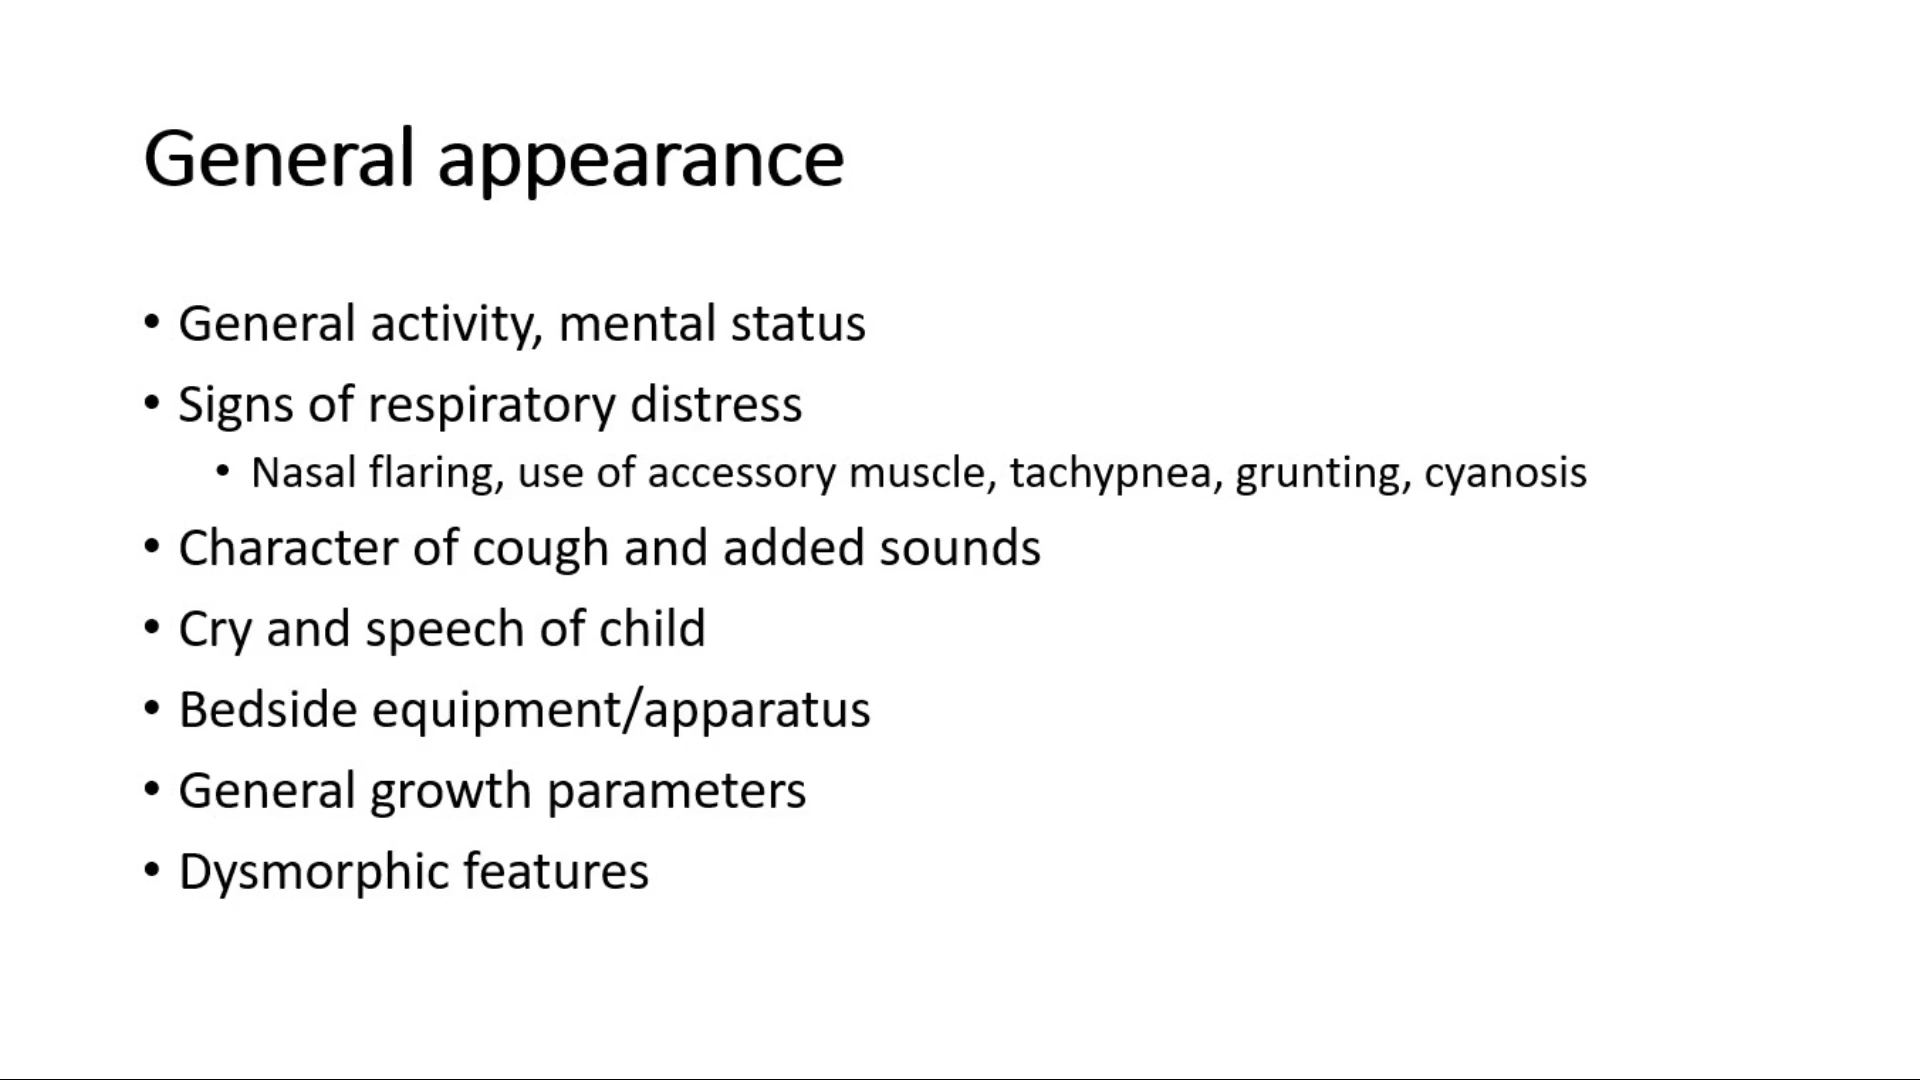 General appearance
• General activity, mental status
• Signs of respiratory distress
• Nasal flaring, use of accessory muscle, tachypnea, grunting, cyanosis
• Character of cough and added sounds
• Cry and speech of child
• Bedside equipment/apparatus
• General growth parameters
• Dysmorphic features